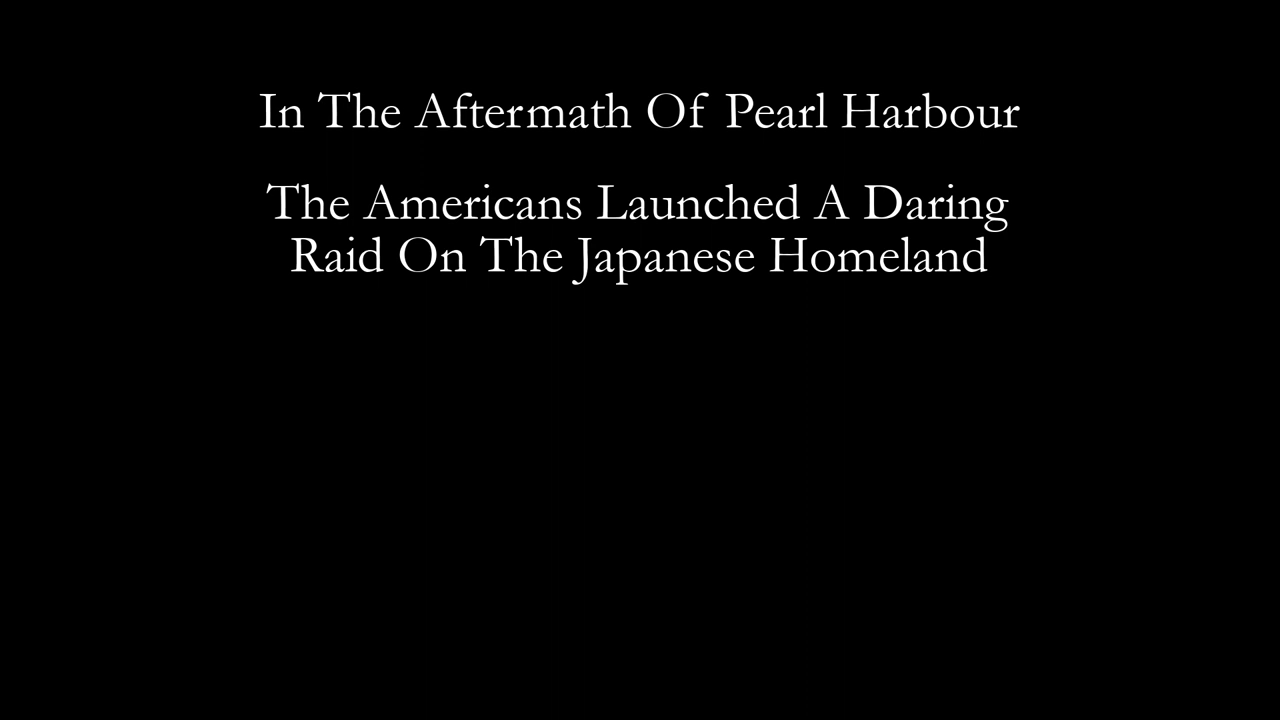 In The Aftermath Of Pearl Harbour
The Americans Launched A Daring
Raid On The Japanese Homeland